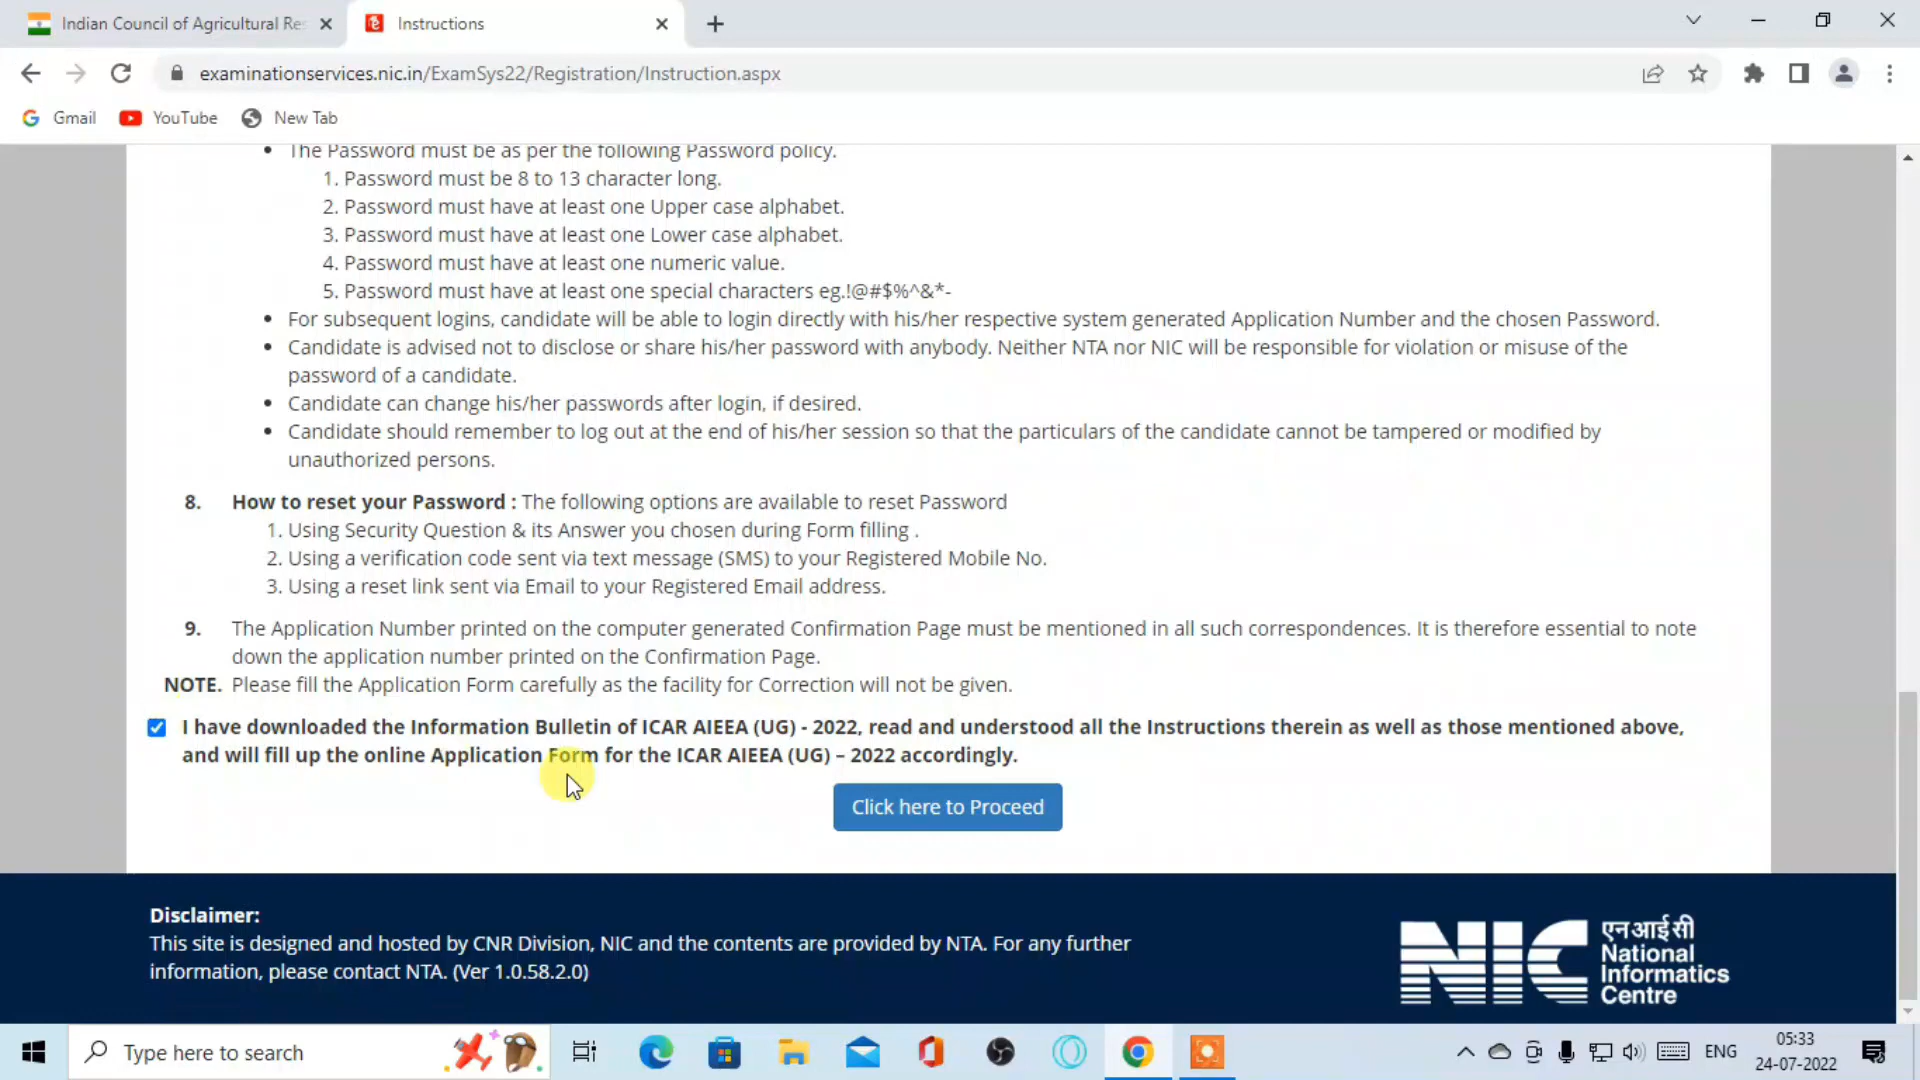 Indian Council of Agricultural Res
Instructions
examinationservices.nic.in/ExamSys22/Registration/Instruction.aspx
Gmail
YouTube
New Tab
• The Password must be as per the following Password policy.
1. Password must be 8 to 13 character long.
2. Password must have at least one Upper case alphabet.
3. Password must have at least one Lower case alphabet.
4. Password must have at least one numeric value.
5. Password must have at least one special characters eg.!@#$%^&*-
• For subsequent logins, candidate will be able to login directly with his/her respective system generated Application Number and the chosen Password.
• Candidate is advised not to disclose or share his/her password with anybody. Neither NTA nor NIC will be responsible for violation or misuse of the
password of a candidate.
• Candidate can change his/her passwords after login, if desired.
• Candidate should remember to log out at the end of his/her session so that the particulars of the candidate cannot be tampered or modified by
unauthorized persons.
8. How to reset your Password : The following options are available to reset Password
1. Using Security Question & its Answer you chosen during Form filling .
2. Using a verification code sent via text message (SMS) to your Registered Mobile No.
3. Using a reset link sent via Email to your Registered Email address.
9. The Application Number printed on the computer generated Confirmation Page must be mentioned in all such correspondences. It is therefore essential to note
down the application number printed on the Confirmation Page.
NOTE. Please fill the Application Form carefully as the facility for Correction will not be given.
I have downloaded the Information Bulletin of ICAR AIEEA (UG) - 2022, read and understood all the Instructions therein as well as those mentioned above,
and will fill up the online Application Form for the ICAR AIEEA (UG) – 2022 accordingly.
Click here to Proceed
Disclaimer:
This site is designed and hosted by CNR Division, NIC and the contents are provided by NTA. For any further
information, please contact NTA. (Ver 1.0.58.2.0)
NIC
एनआईसी
National
Informatics
Centre
Type here to search
ENG
05:33
24-07-2022